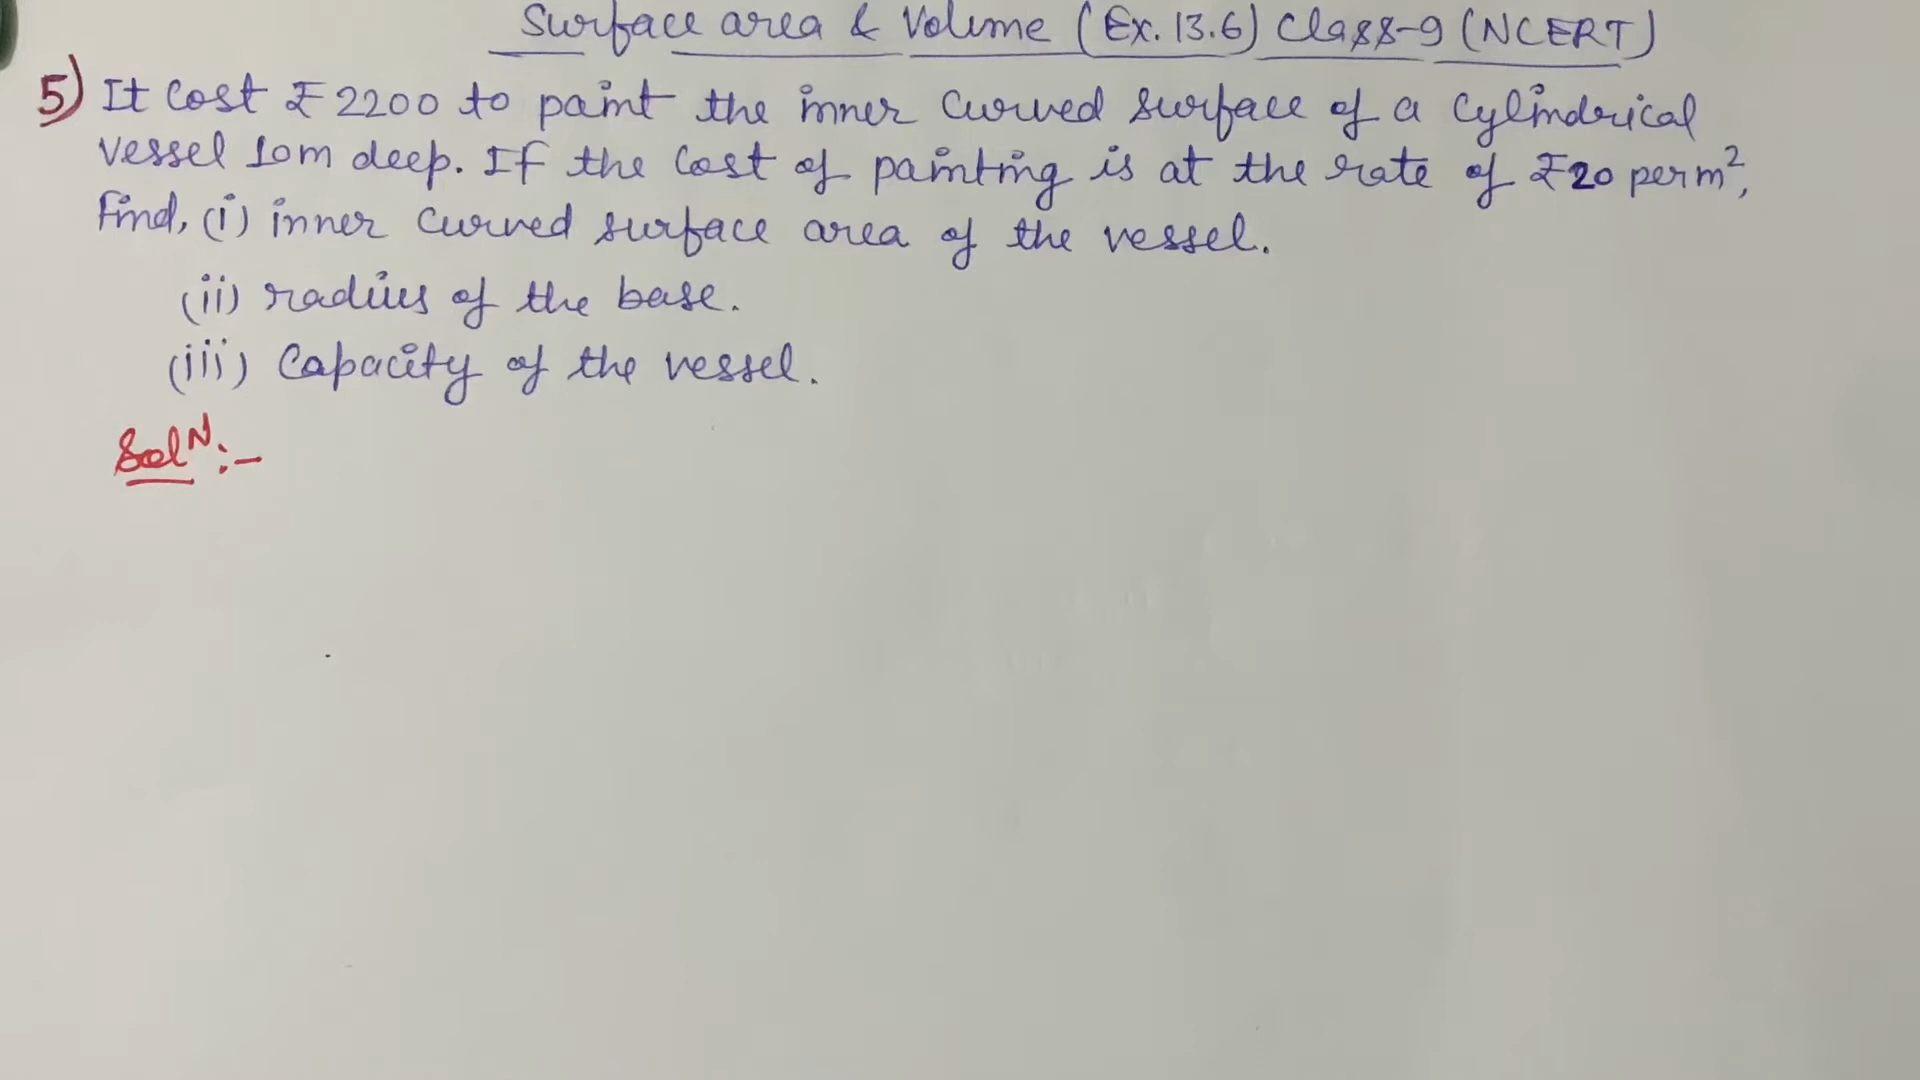 Surface area & Volume (Ex. 13.6) Class-9 (NCERT)
5) It Cost ₹2200 to paint the inner Curved Surface of a Cylindrical
vessel 10m deep. If the Cost of painting is at the rate of ₹20 per m²,
find, (i) inner Curved surface area of the vessel.
(ii) radius of the base.
(iii) Capacity of the vessel.
Solᴺ:-